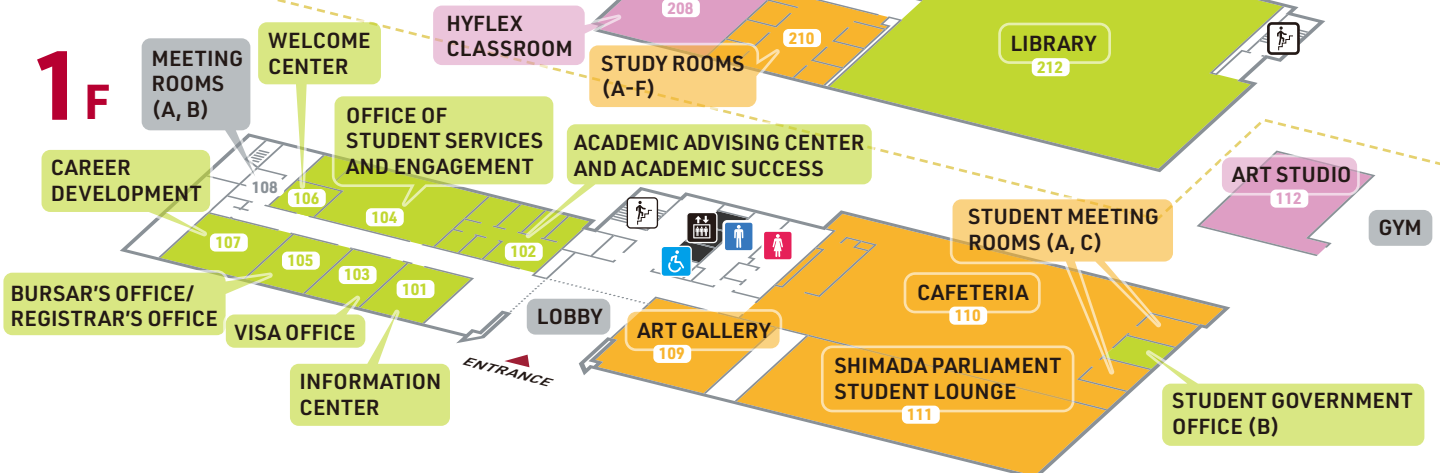 HYFLEX
CLASSROOM
208
210
STUDY ROOMS
(A-F)
LIBRARY
212
1F
MEETING
ROOMS
(A, B)
WELCOME
CENTER
OFFICE OF
STUDENT SERVICES
AND ENGAGEMENT
ACADEMIC ADVISING CENTER
AND ACADEMIC SUCCESS
CAREER
DEVELOPMENT
108
106
104
102
107
105
103
101
BURSAR'S OFFICE/
REGISTRAR'S OFFICE
VISA OFFICE
INFORMATION
CENTER
LOBBY
ENTRANCE
ART GALLERY
109
CAFETERIA
110
SHIMADA PARLIAMENT
STUDENT LOUNGE
111
STUDENT MEETING
ROOMS (A, C)
STUDENT GOVERNMENT
OFFICE (B)
ART STUDIO
112
GYM